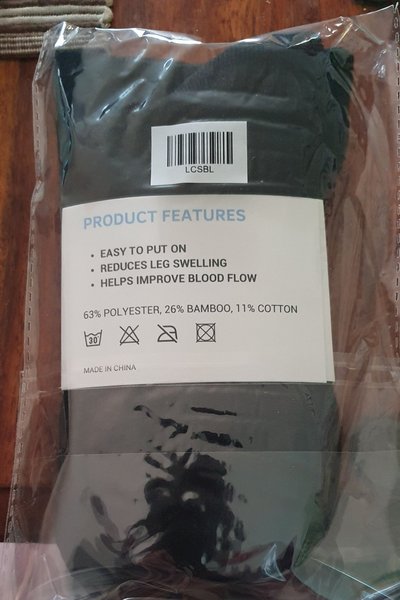 LCSBL
PRODUCT FEATURES
• EASY TO PUT ON
• REDUCES LEG SWELLING
• HELPS IMPROVE BLOOD FLOW
63% POLYESTER, 26% BAMBOO, 11% COTTON
30
MADE IN CHINA